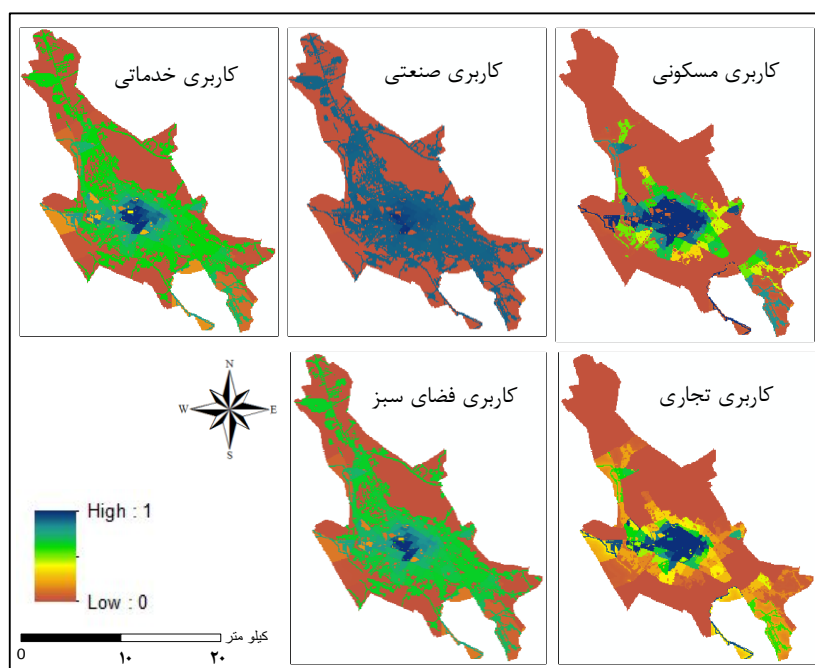 کاربری مسکونی
کاربری صنعتی
کاربری خدماتی
کاربری تجاری
کاربری فضای سبز
N
W E
S
High : 1
Low : 0
کیلو متر
0 ۱۰ ۲۰